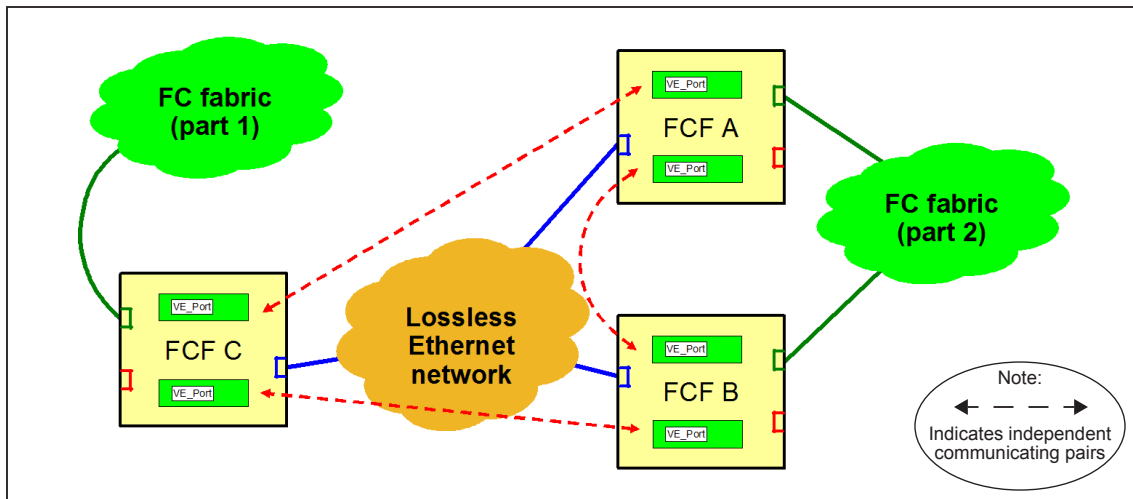 FC fabric
(part 1)
VE_Port
FCF A
VE_Port
FC fabric
(part 2)
VE_Port
FCF C
VE_Port
Lossless
Ethernet
network
VE_Port
FCF B
VE_Port
Note:
Indicates independent
communicating pairs